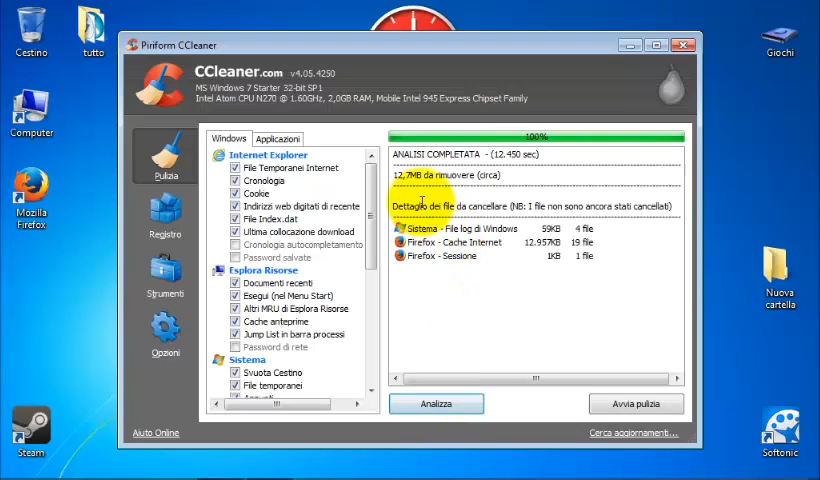 Cestino
tutto
Giochi
Computer
Mozilla
Firefox
Nuova
cartella
Steam
Softonic
Piriform CCleaner
CCleaner.com v4.05.4250
MS Windows 7 Starter 32-bit SP1
Intel Atom CPU N270 @ 1.60GHz, 2,0GB RAM, Mobile Intel 945 Express Chipset Family
Pulizia
Registro
Strumenti
Opzioni
Windows
Applicazioni
Internet Explorer
File Temporanei Internet
Cronologia
Cookie
Indirizzi web digitati di recente
File Index.dat
Ultima collocazione download
Cronologia autocompletamento
Password salvate
Esplora Risorse
Documenti recenti
Esegui (nel Menu Start)
Altri MRU di Esplora Risorse
Cache anteprime
Jump List in barra processi
Password di rete
Sistema
Svuota Cestino
File temporanei
100%
ANALISI COMPLETATA - (12.450 sec)
12,7MB da rimuovere (circa)
Dettaglio dei file da cancellare (NB: I file non sono ancora stati cancellati)
Sistema - File log di Windows 59KB 4 file
Firefox - Cache Internet 12.957KB 19 file
Firefox - Sessione 1KB 1 file
Analizza
Avvia pulizia
Aiuto Online
Cerca aggiornamenti...